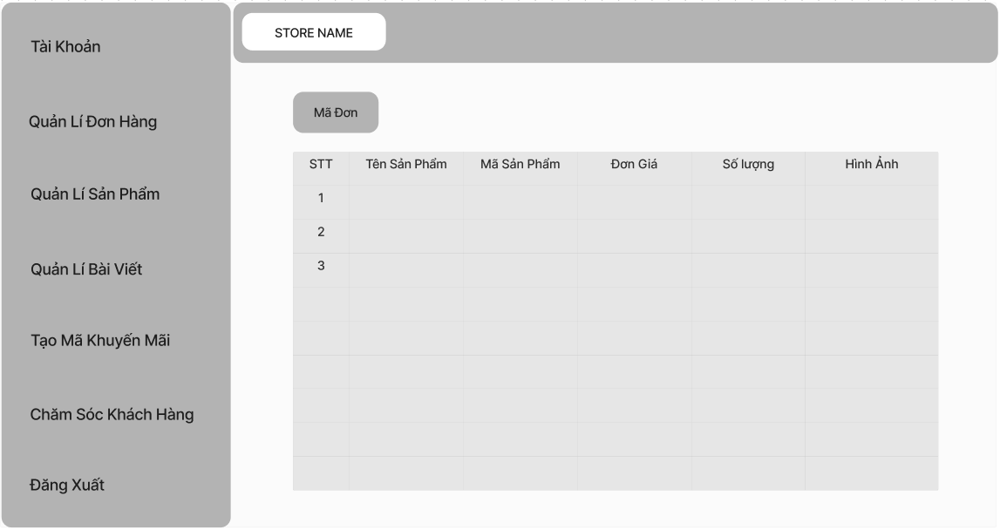 Tài Khoản
Quản Lí Đơn Hàng
Quản Lí Sản Phẩm
Quản Lí Bài Viết
Tạo Mã Khuyến Mãi
Chăm Sóc Khách Hàng
Đăng Xuất
STORE NAME
Mã Đơn
STT Tên Sản Phẩm Mã Sản Phẩm Đơn Giá Số lượng Hình Ảnh
1
2
3